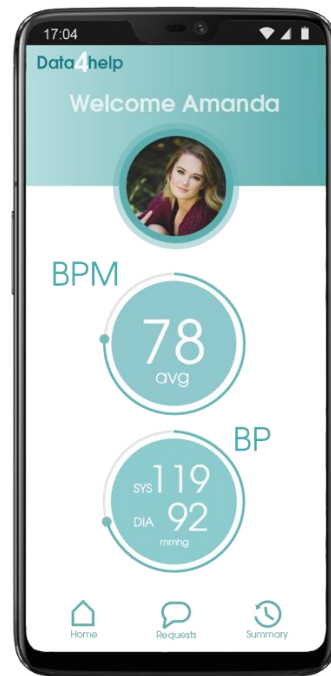 17:04
Data4help
Welcome Amanda
BPM
78
avg
BP
SYS 119
DIA 92
mmhg
Home Requests Summary